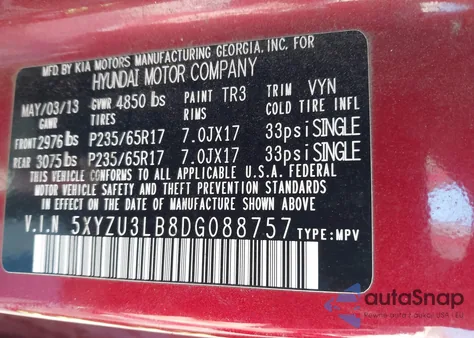 MFD. BY KIA MOTORS MANUFACTURING GEORGIA, INC. FOR
HYUNDAI MOTOR COMPANY
MAY/03/13 GVWR 4850 lbs PAINT TR3 TRIM VYN
GAWR TIRES RIMS COLD TIRE INFL
FRONT 2976 lbs P235/65R17 7.0JX17 33psi SINGLE
REAR 3075 lbs P235/65R17 7.0JX17 33psi SINGLE
THIS VEHICLE CONFORMS TO ALL APPLICABLE U.S.A. FEDERAL
MOTOR VEHICLE SAFETY AND THEFT PREVENTION STANDARDS
IN EFFECT ON THE DATE OF MANUFACTURE SHOWN ABOVE.
V.I.N 5XYZU3LB8DG088757 TYPE:MPV
autoSnap